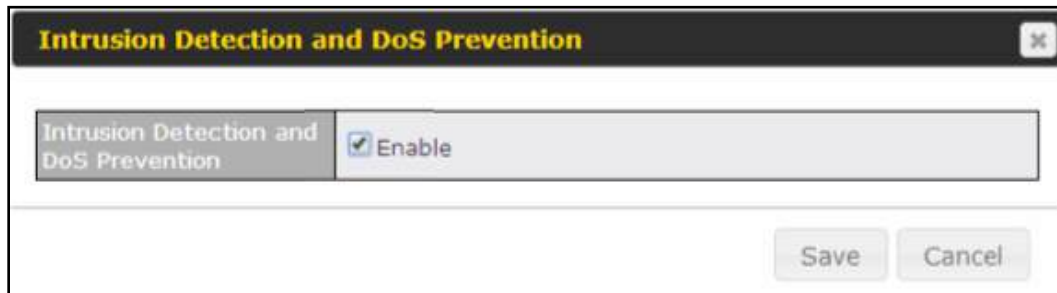 Intrusion Detection and DoS Prevention
Intrusion Detection and
DoS Prevention
Enable
Save
Cancel